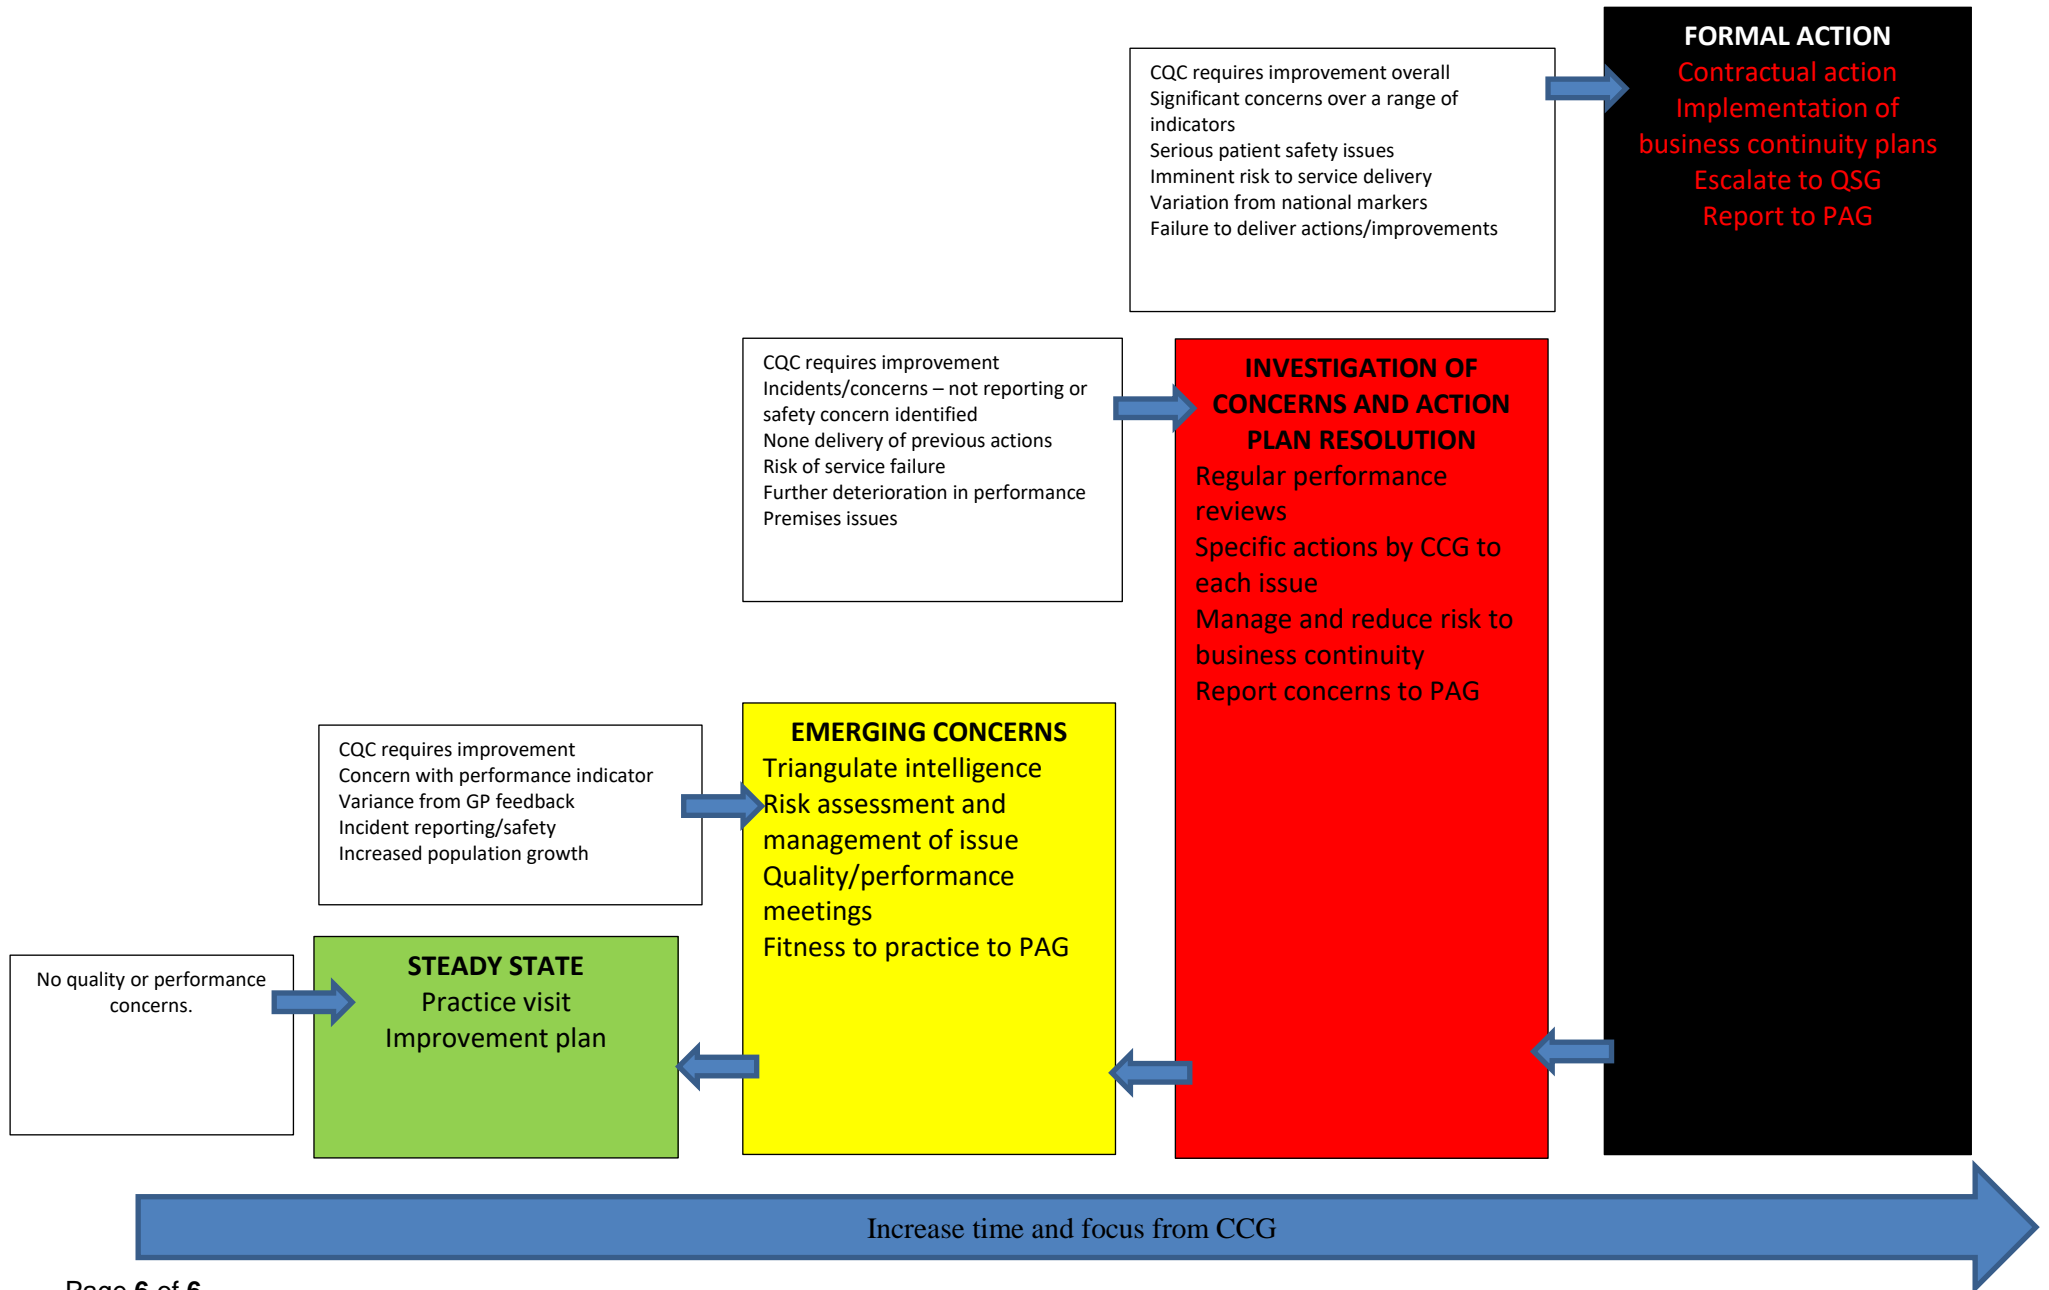 FORMAL ACTION
Contractual action
Implementation of
business continuity plans
Escalate to QSG
Report to PAG
CQC requires improvement overall
Significant concerns over a range of
indicators
Serious patient safety issues
Imminent risk to service delivery
Variation from national markers
Failure to deliver actions/improvements
CQC requires improvement
Incidents/concerns – not reporting or
safety concern identified
None delivery of previous actions
Risk of service failure
Further deterioration in performance
Premises issues
INVESTIGATION OF
CONCERNS AND ACTION
PLAN RESOLUTION
Regular performance
reviews
Specific actions by CCG to
each issue
Manage and reduce risk to
business continuity
Report concerns to PAG
CQC requires improvement
Concern with performance indicator
Variance from GP feedback
Incident reporting/safety
Increased population growth
EMERGING CONCERNS
Triangulate intelligence
Risk assessment and
management of issue
Quality/performance
meetings
Fitness to practice to PAG
No quality or performance
concerns.
STEADY STATE
Practice visit
Improvement plan
Increase time and focus from CCG
Page 6 of 6